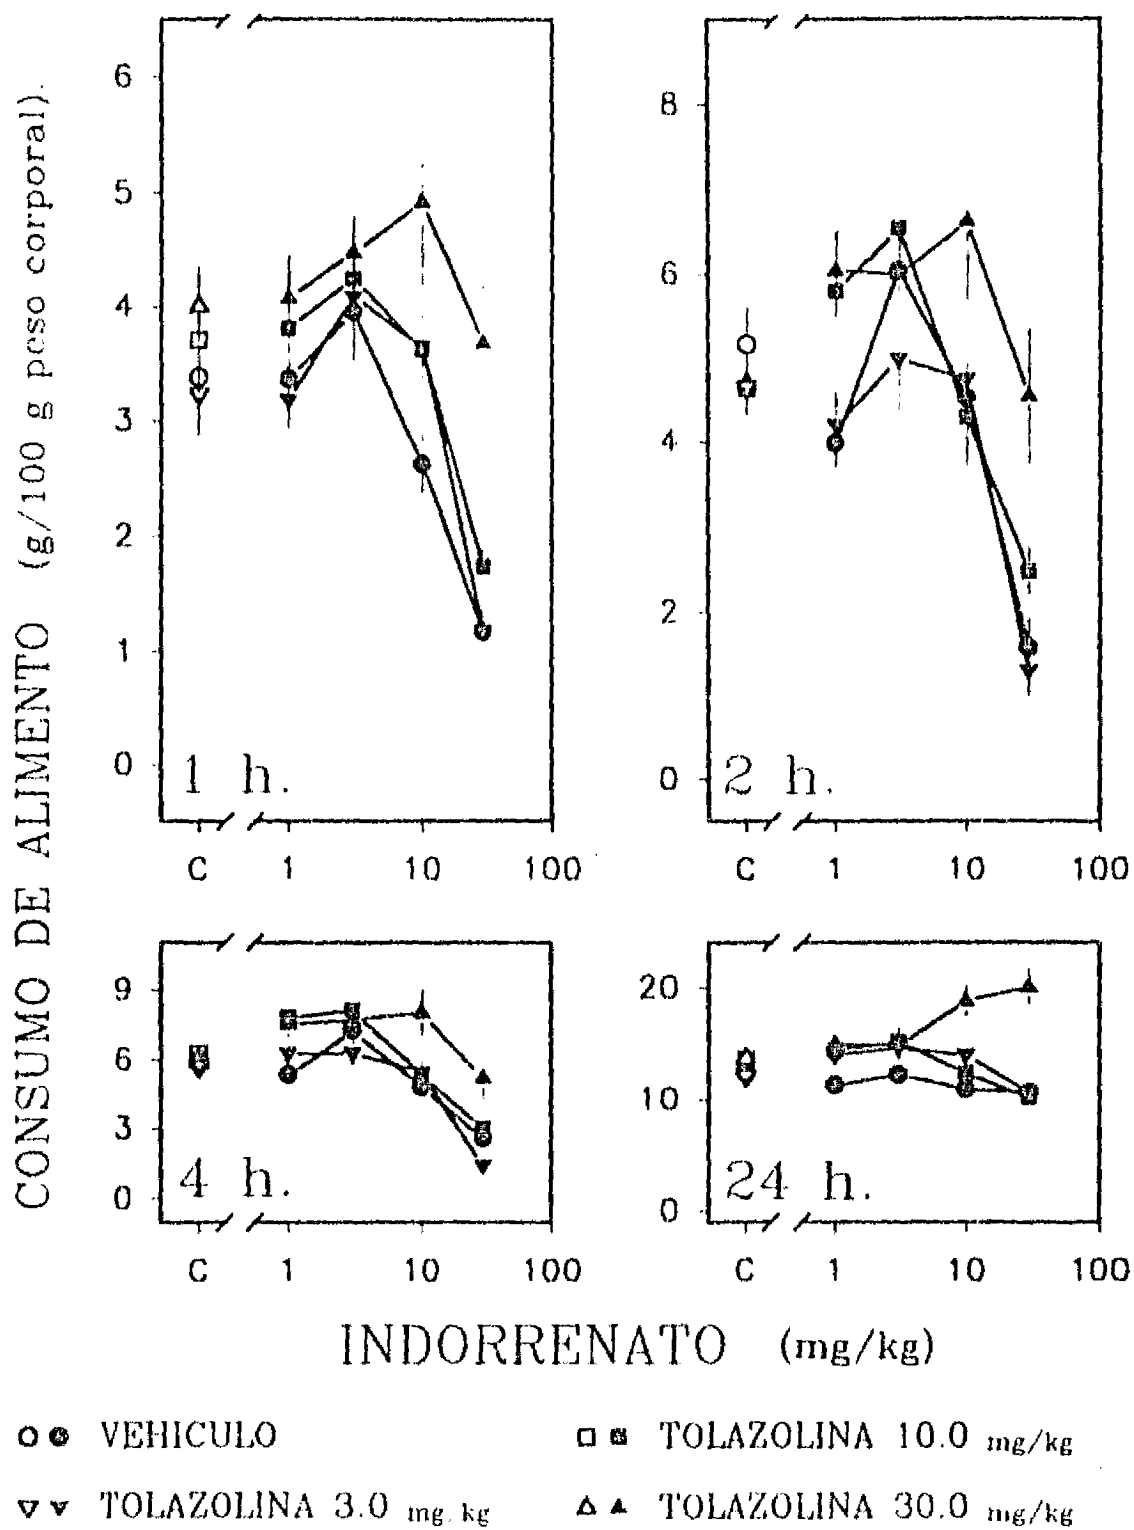 CONSUMO DE ALIMENTO (g/100 g peso corporal).
6
5
4
3
2
1
0
1 h.
C 1 10 100
8
6
4
2
0
2 h.
C 1 10 100
9
6
3
0
4 h.
C 1 10 100
20
10
0
24 h.
C 1 10 100
INDORRENATO (mg/kg)
VEHICULO
TOLAZOLINA 10.0 mg/kg
TOLAZOLINA 3.0 mg kg
TOLAZOLINA 30.0 mg/kg